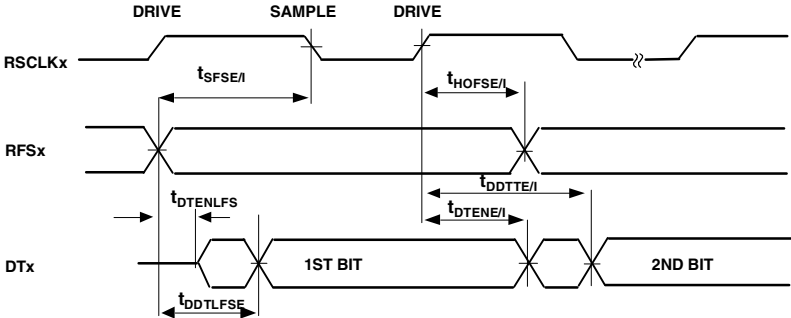 DRIVE SAMPLE DRIVE
RSCLKx
tSFSE/I
tHOFSE/I
RFSx
tDDTTE/I
tDTENLFS
tDTENE/I
DTx
1ST BIT
2ND BIT
tDDTLFSE